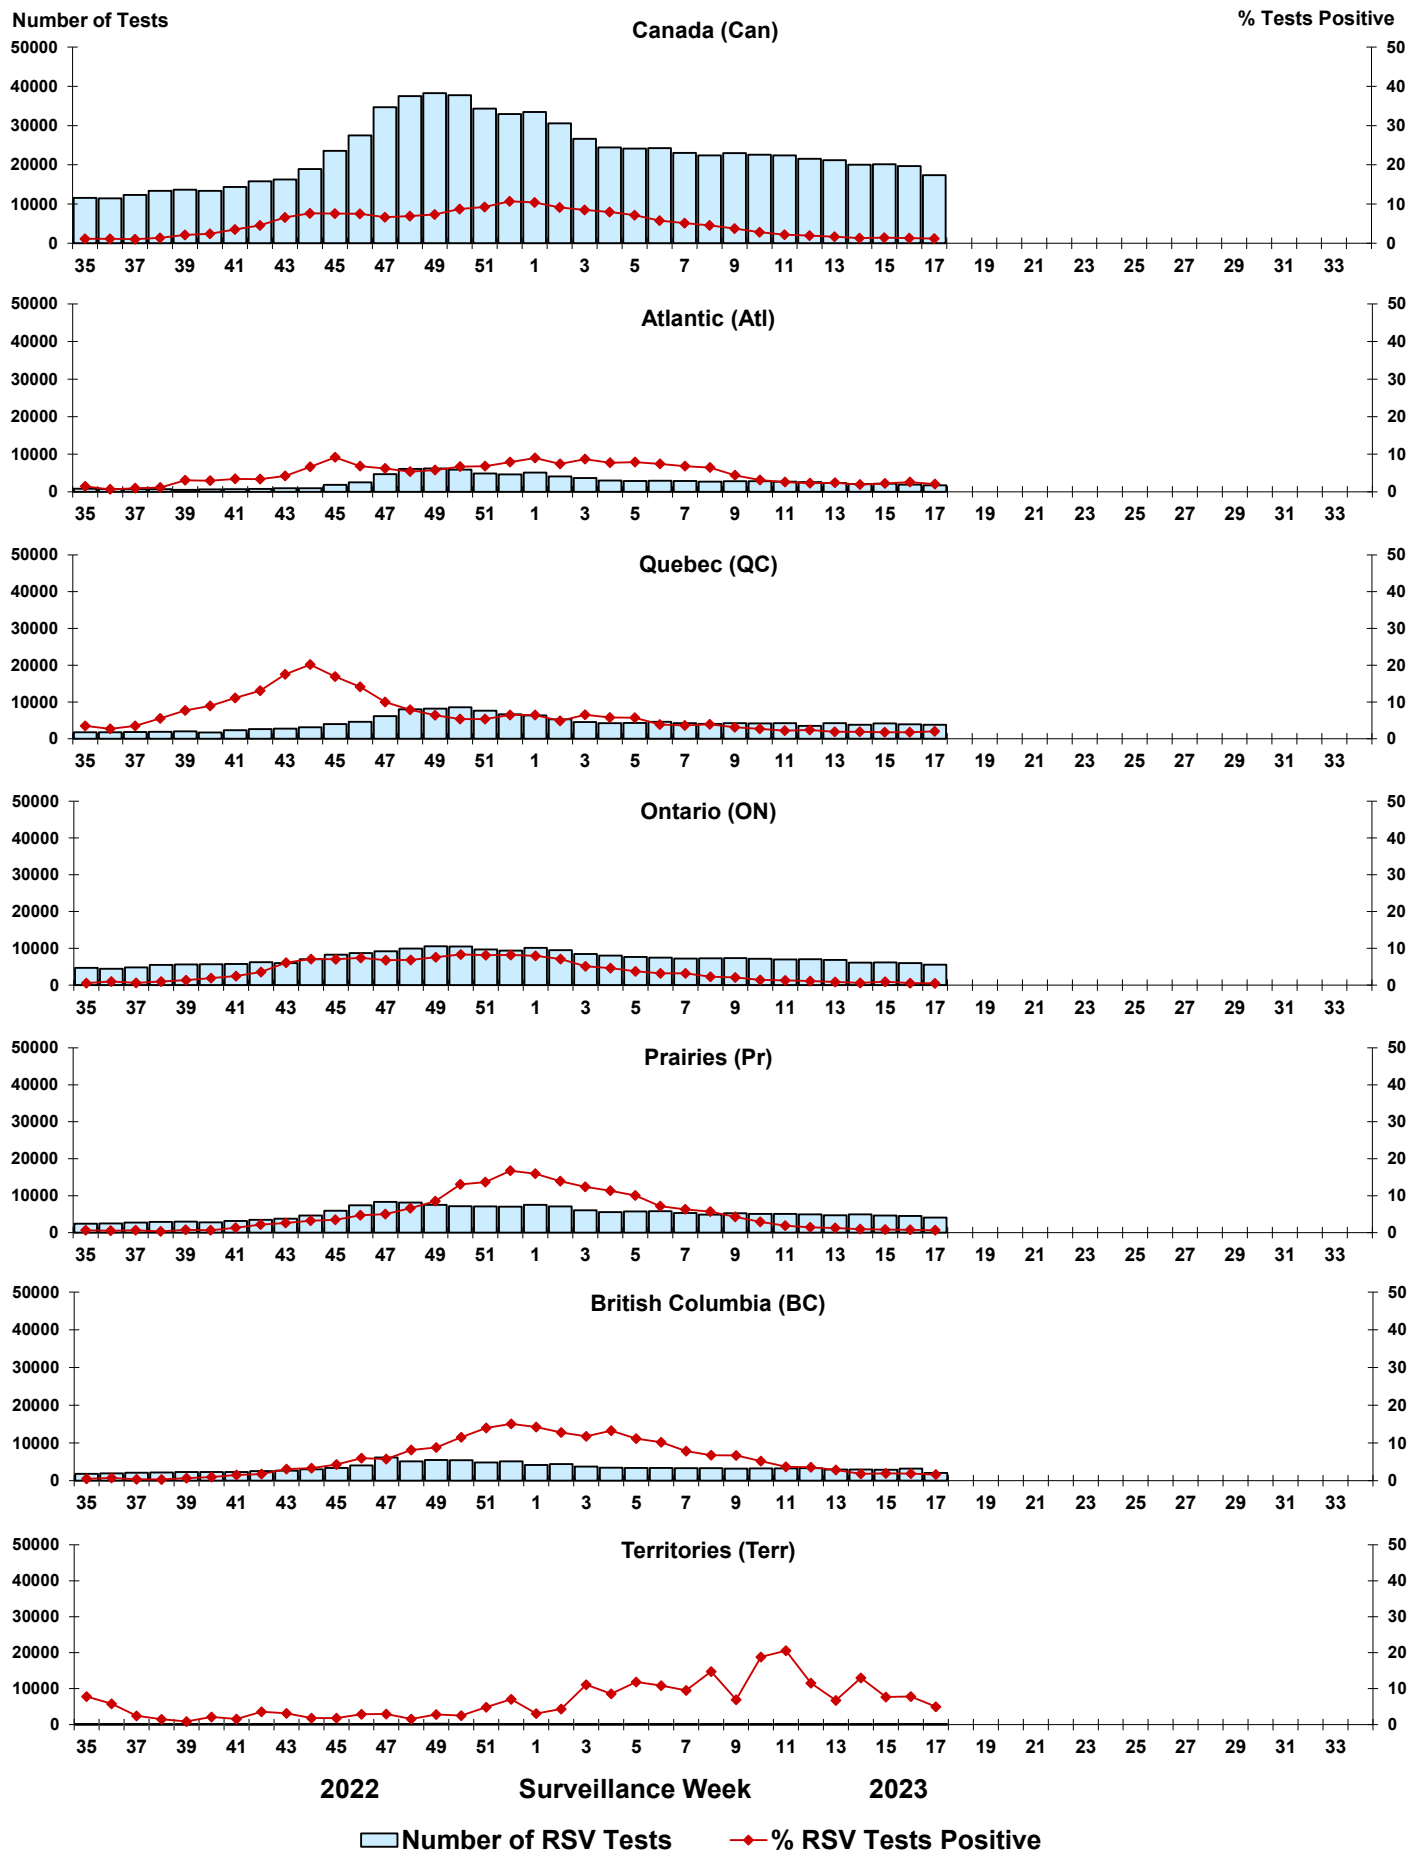 Number of Tests
% Tests Positive
Canada (Can)
50000 50
40000 40
30000 30
20000 20
10000 10
0 0
35 37 39 41 43 45 47 49 51 1 3 5 7 9 11 13 15 17 19 21 23 25 27 29 31 33
Atlantic (Atl)
50000 50
40000 40
30000 30
20000 20
10000 10
0 0
35 37 39 41 43 45 47 49 51 1 3 5 7 9 11 13 15 17 19 21 23 25 27 29 31 33
Quebec (QC)
50000 50
40000 40
30000 30
20000 20
10000 10
0 0
35 37 39 41 43 45 47 49 51 1 3 5 7 9 11 13 15 17 19 21 23 25 27 29 31 33
Ontario (ON)
50000 50
40000 40
30000 30
20000 20
10000 10
0 0
35 37 39 41 43 45 47 49 51 1 3 5 7 9 11 13 15 17 19 21 23 25 27 29 31 33
Prairies (Pr)
50000 50
40000 40
30000 30
20000 20
10000 10
0 0
35 37 39 41 43 45 47 49 51 1 3 5 7 9 11 13 15 17 19 21 23 25 27 29 31 33
British Columbia (BC)
50000 50
40000 40
30000 30
20000 20
10000 10
0 0
35 37 39 41 43 45 47 49 51 1 3 5 7 9 11 13 15 17 19 21 23 25 27 29 31 33
Territories (Terr)
50000 50
40000 40
30000 30
20000 20
10000 10
0 0
35 37 39 41 43 45 47 49 51 1 3 5 7 9 11 13 15 17 19 21 23 25 27 29 31 33
2022 Surveillance Week 2023
Number of RSV Tests % RSV Tests Positive